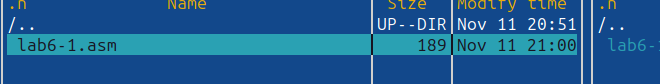 .n Name Size Modify time .n
/.. UP--DIR Nov 11 20:51 /..
lab6-1.asm 189 Nov 11 21:00 lab6-